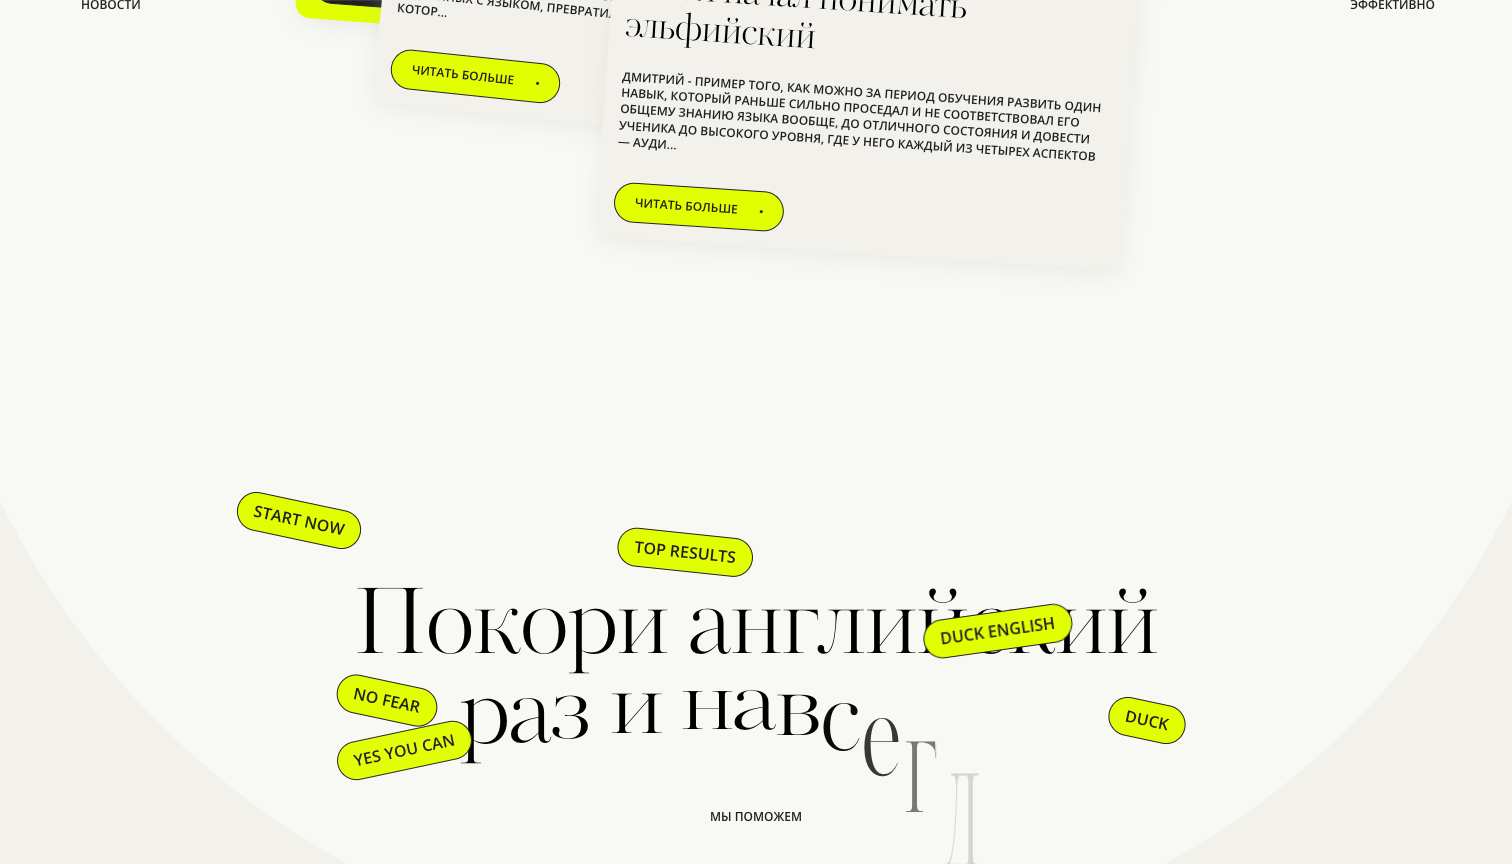 НОВОСТИ
ЭФФЕКТИВНО
С ЯЗЫКОМ,
КОТОР...
ЧИТАТЬ БОЛЬШЕ
начал понимать
эльфийский
ДМИТРИЙ - ПРИМЕР ТОГО, КАК МОЖНО ЗА ПЕРИОД ОБУЧЕНИЯ РАЗВИТЬ ОДИН
НАВЫК, КОТОРЫЙ РАНЬШЕ СИЛЬНО ПРОСЕДАЛ И НЕ СООТВЕТСТВОВАЛ ЕГО
ОБЩЕМУ ЗНАНИЮ ЯЗЫКА ВООБЩЕ, ДО ОТЛИЧНОГО СОСТОЯНИЯ И ДОВЕСТИ
УЧЕНИКА ДО ВЫСОКОГО УРОВНЯ, ГДЕ У НЕГО КАЖДЫЙ ИЗ ЧЕТЫРЕХ АСПЕКТОВ
— АУДИ...
ЧИТАТЬ БОЛЬШЕ
START NOW
TOP RESULTS
Покори английский
DUCK ENGLISH
раз и навсегд
NO FEAR
YES YOU CAN
DUCK
МЫ ПОМОЖЕМ